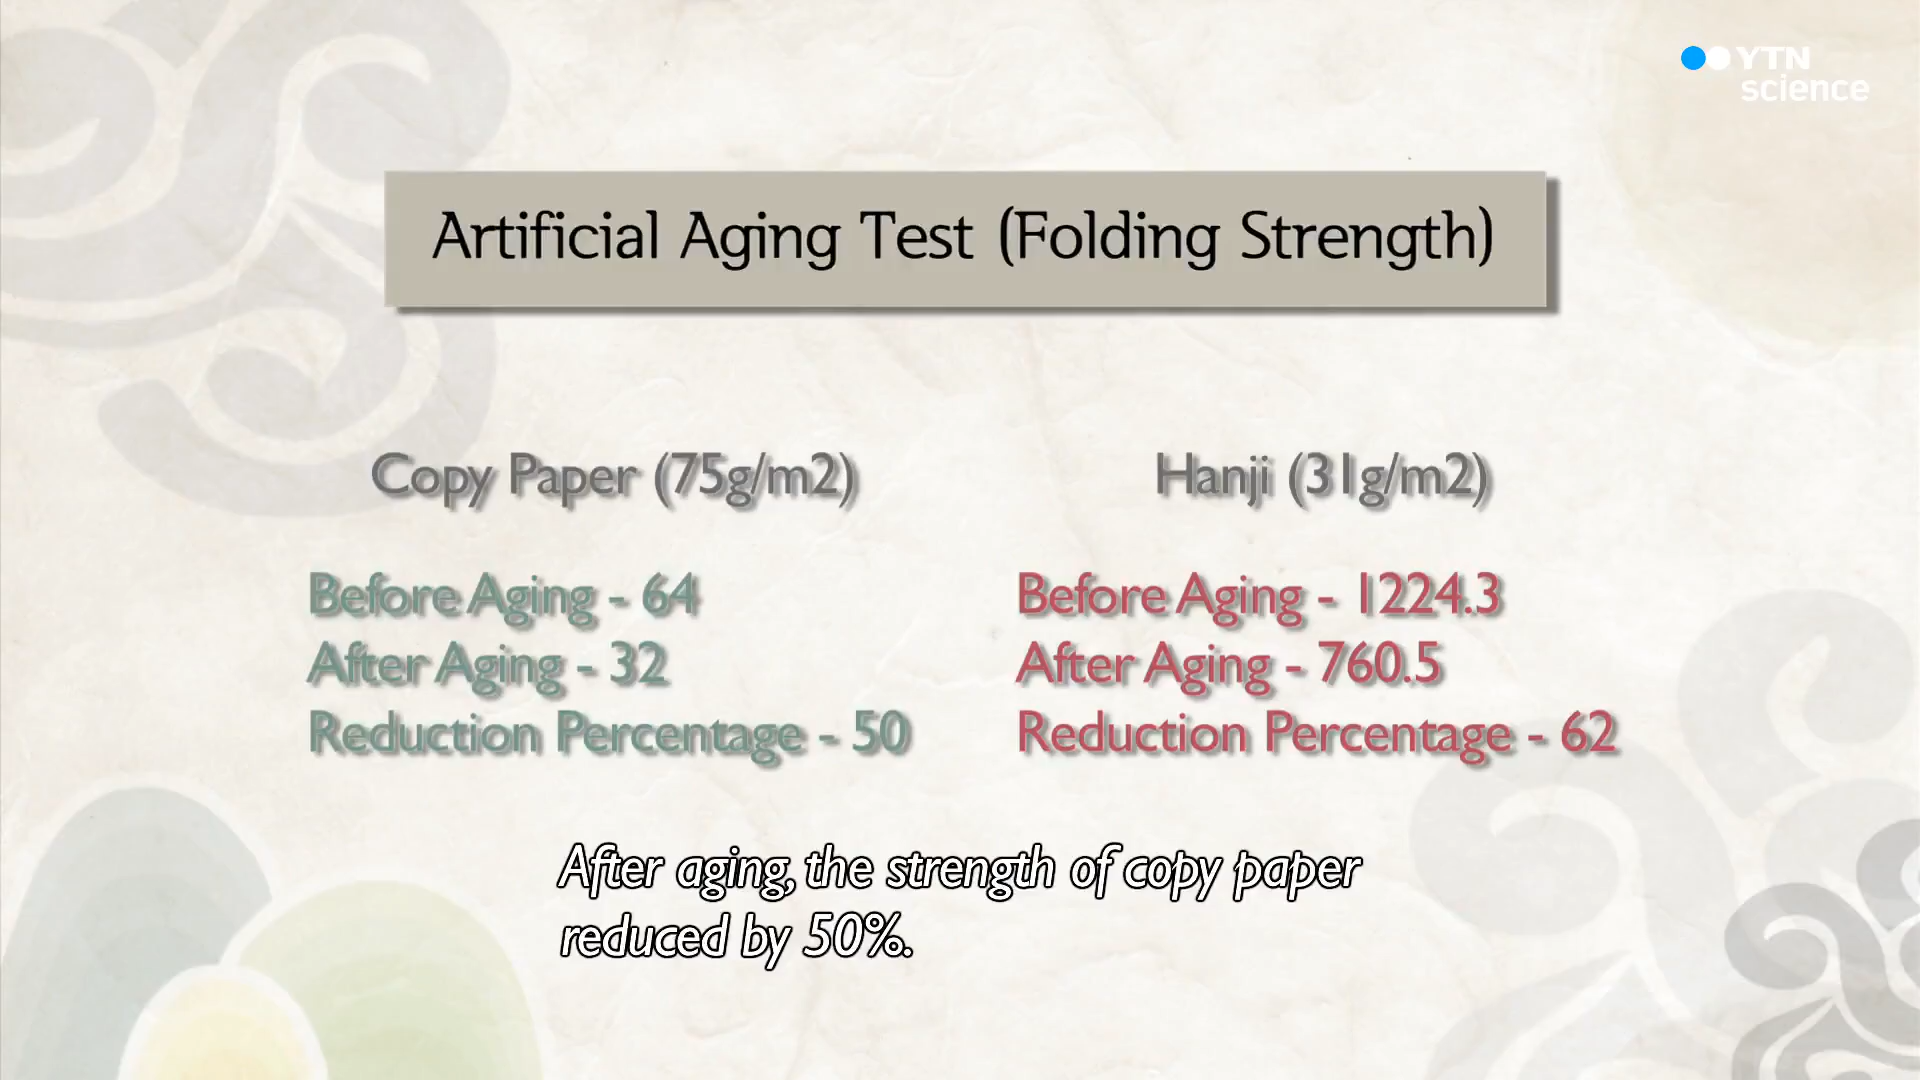 YTN
science
Artificial Aging Test (Folding Strength)
Copy Paper (75g/m2)
Before Aging - 64
After Aging - 32
Reduction Percentage - 50
Hanji (31g/m2)
Before Aging - 1224.3
After Aging - 760.5
Reduction Percentage - 62
After aging, the strength of copy paper
reduced by 50%.